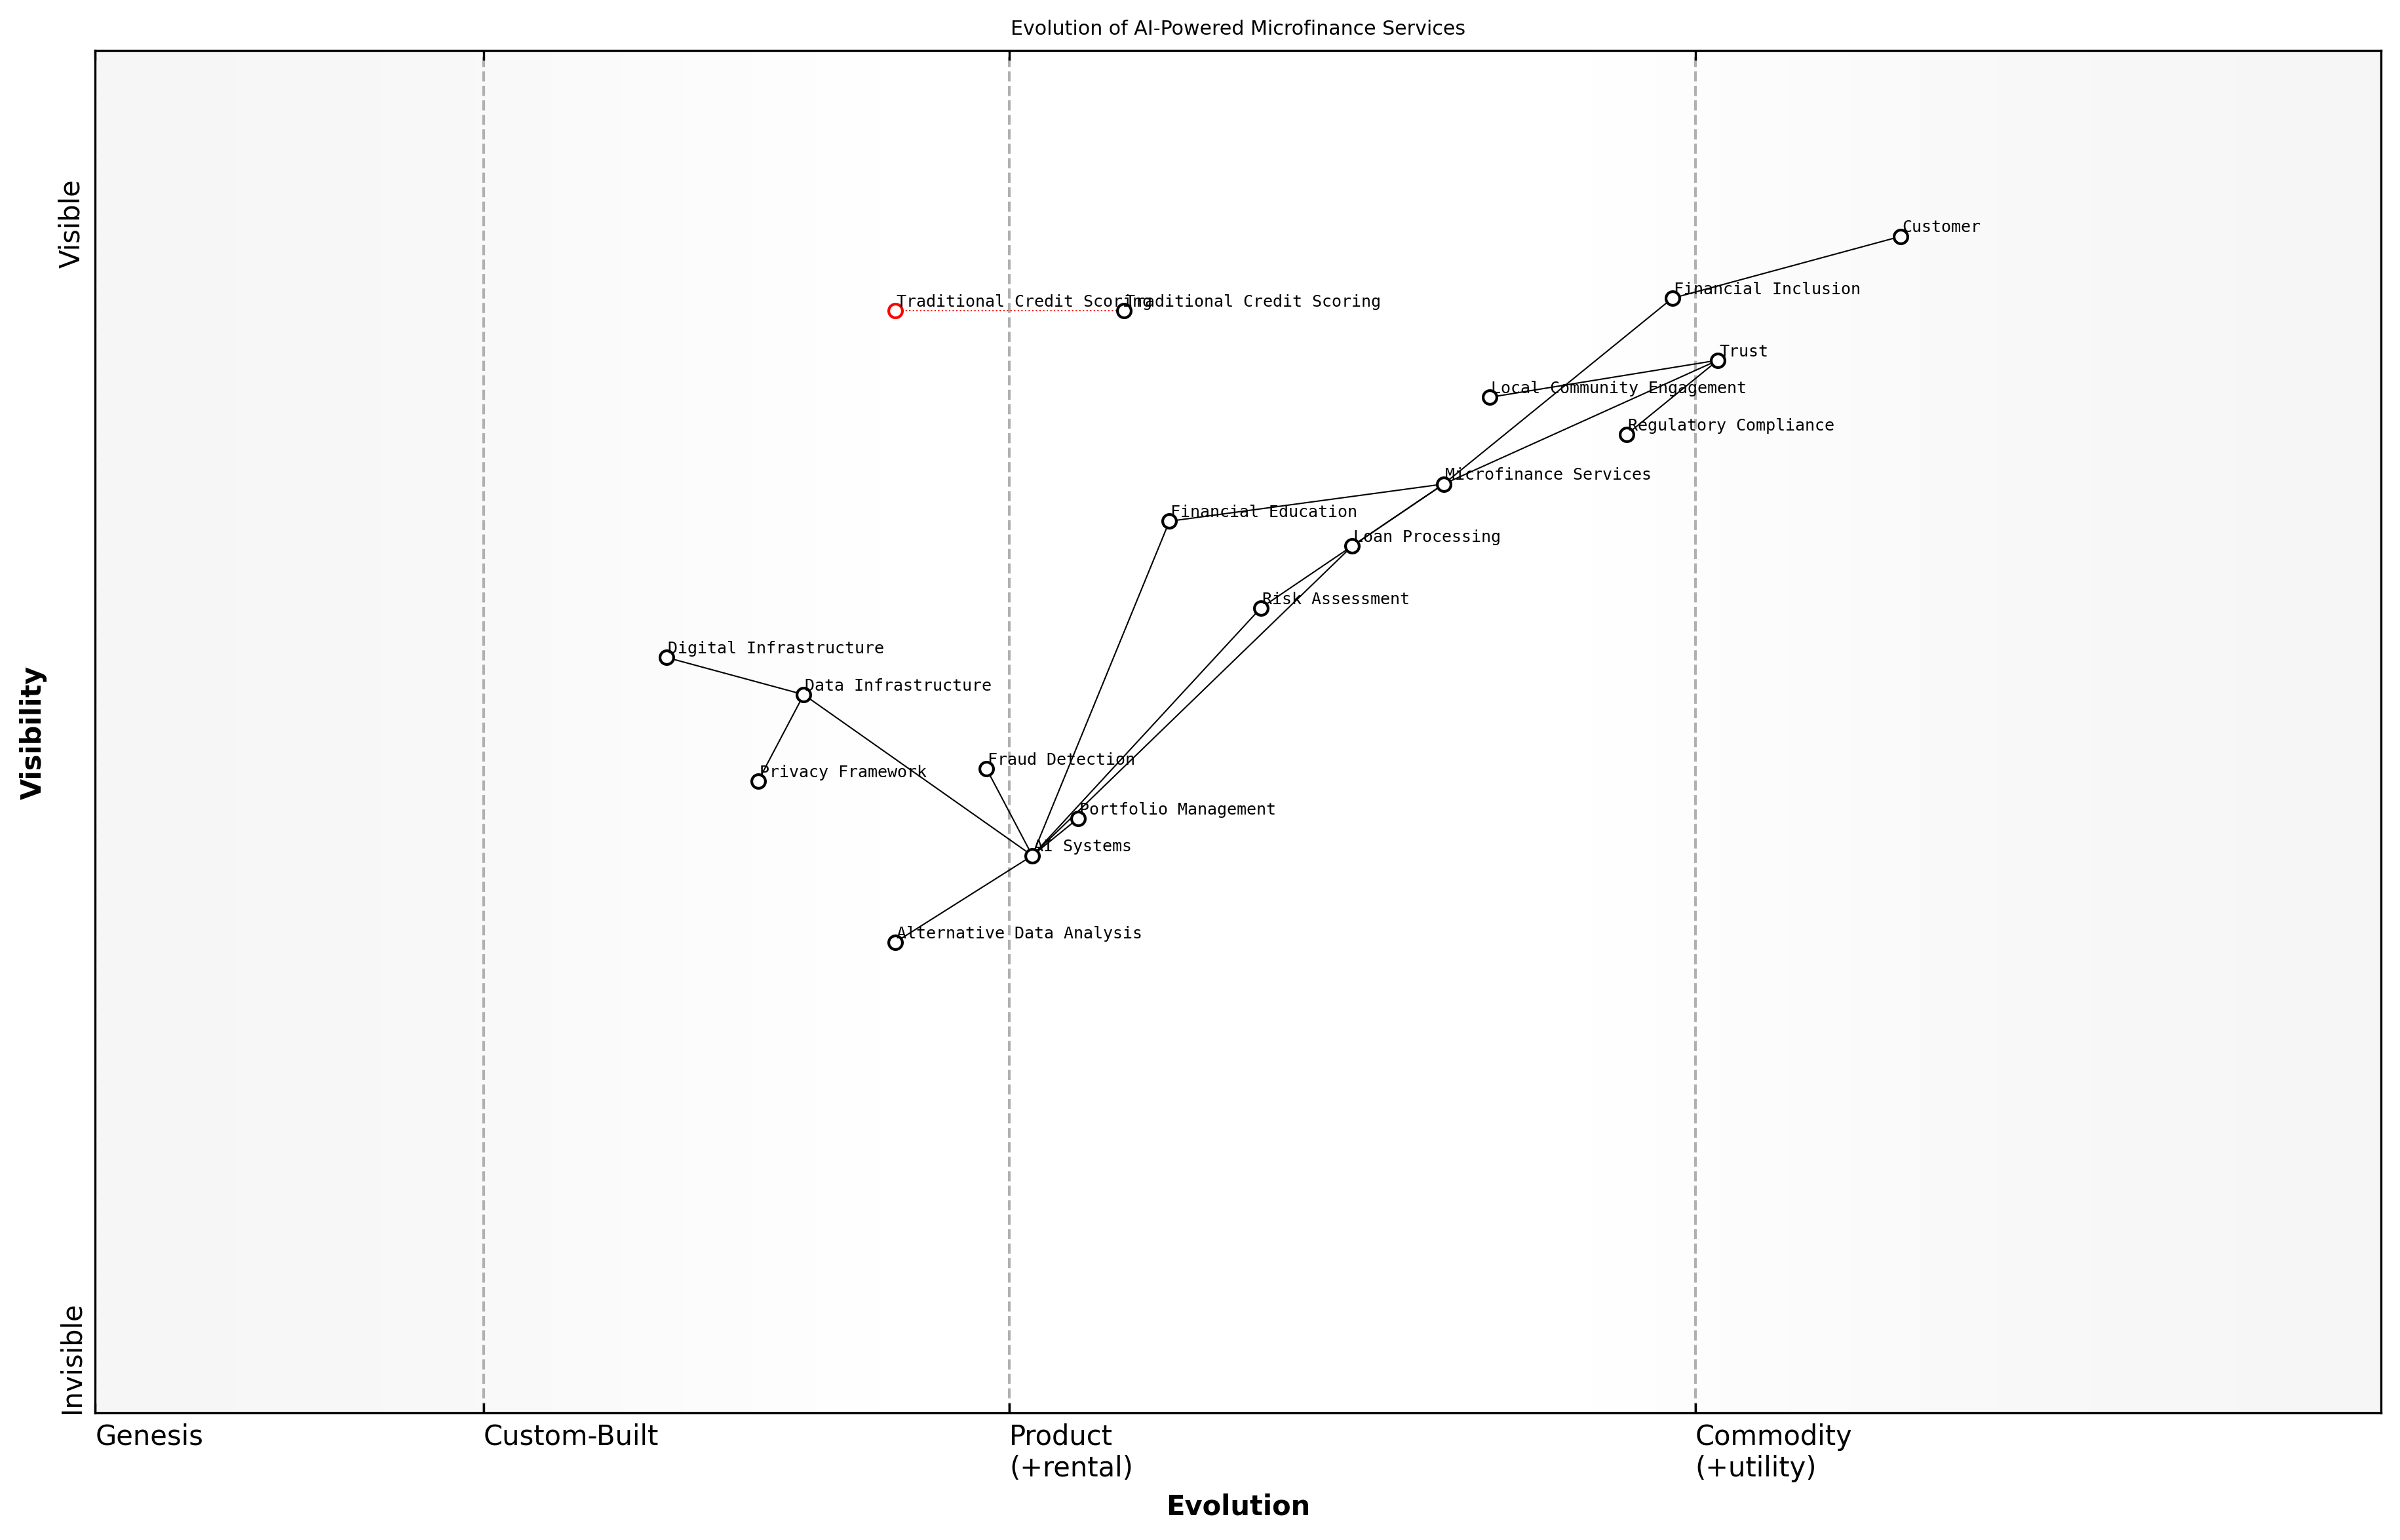 Evolution of AI-Powered Microfinance Services
Visible
Customer
Financial Inclusion
Traditional Credit Scoring
Traditional Credit Scoring
Trust
Local Community Engagement
Regulatory Compliance
Microfinance Services
Financial Education
Loan Processing
Risk Assessment
Digital Infrastructure
Data Infrastructure
Visibility
Fraud Detection
Privacy Framework
Portfolio Management
AI Systems
Alternative Data Analysis
Invisible
Genesis
Custom-Built
Product
(+rental)
Commodity
(+utility)
Evolution